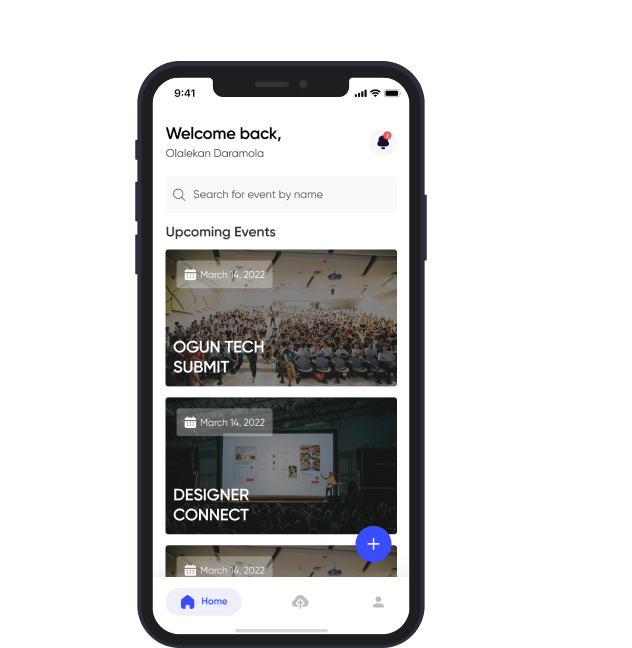 9:41
Welcome back,
Olalekan Daramola
Search for event by name
Upcoming Events
March 14, 2022
OGUN TECH
SUBMIT
March 14, 2022
DESIGNER
CONNECT
March 14, 2022
Home